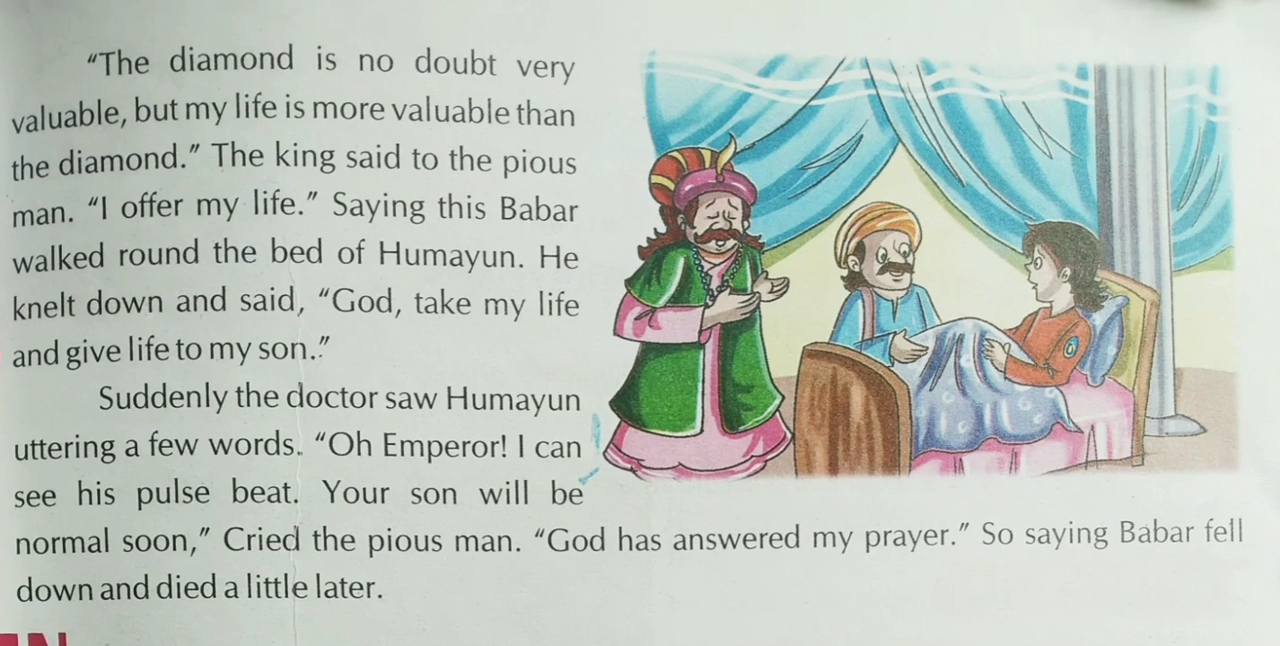 “The diamond is no doubt very
valuable, but my life is more valuable than
the diamond.” The king said to the pious
man. “I offer my life.” Saying this Babar
walked round the bed of Humayun. He
knelt down and said, “God, take my life
and give life to my son.”
Suddenly the doctor saw Humayun
uttering a few words. “Oh Emperor! I can
see his pulse beat. Your son will be
normal soon,” Cried the pious man. “God has answered my prayer.” So saying Babar fell
down and died a little later.